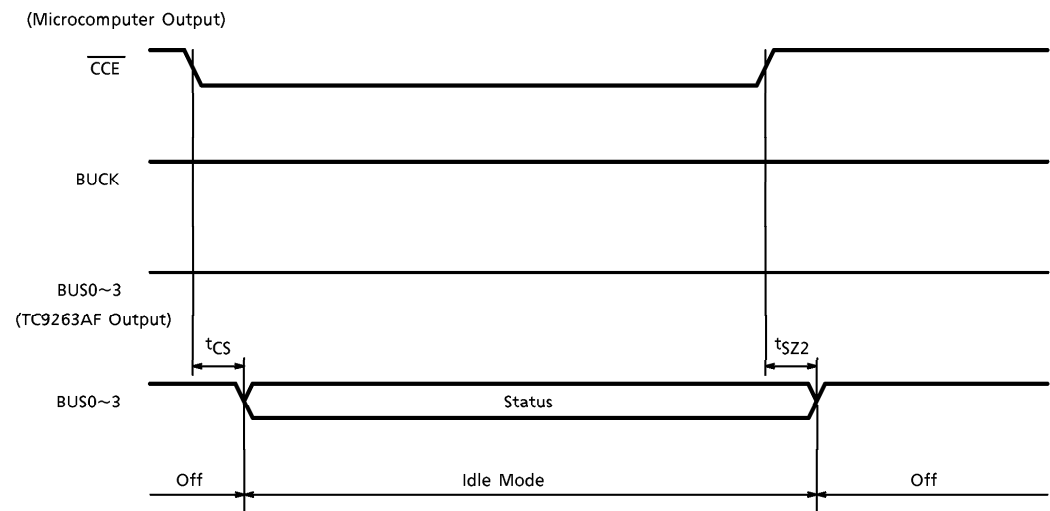 (Microcomputer Output)
CCE
BUCK
BUS0~3
(TC9263AF Output)
tCS
tSZ2
BUS0~3
Status
Off
Idle Mode
Off